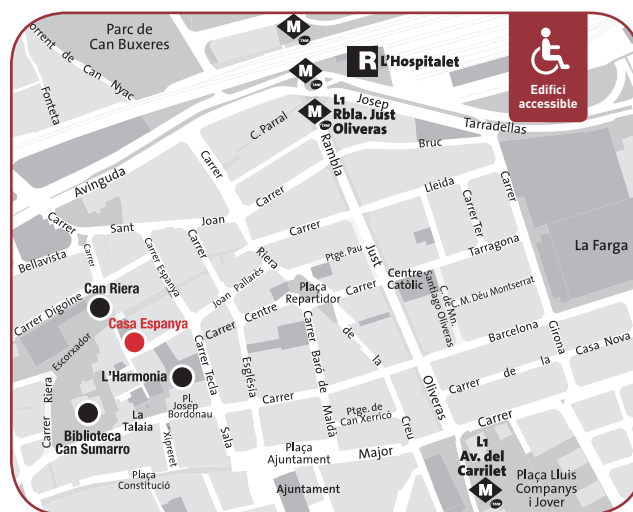 Parc de
Can Buxeres
Torrent de Can Nyac
Fonteta
M
M
R L'Hospitalet
Edifici
accessible
M
L1
Rbla. Just
Oliveras
Josep
Tarradellas
C. Parral
Rambla
Bruc
Avinguda
Carrer
Carrer
Lleida
Carrer
Carrer
Sant
Joan
Carrer
Carrer Ter
Tarragona
La Farga
Bellavista
Carrer
Carrer Espanya
Carrer
Riera
Ptge. Pau
Just
Centre
Catòlic
C. de Mn.
Santiago Oliveras
C. M. Déu Montserrat
Can Riera
Joan Pallarès
Plaça
Repartidor
Carrer
Carrer Digoine
Casa Espanya
Carrer Centre
Escorxador
Carrer Tecla
Església
Carrer Baró de Maldà
de la
Barcelona
Girona
Casa Nova
L'Harmonia
Carrer Riera
Pl.
Josep
Bordonau
Carrer
Oliveras
Carrer de la
Biblioteca
Can Sumarro
La
Talaia
Xipreret
Sala
Ptge. de
Can Xerricó
Creu
Carrer
Plaça
Ajuntament
Major
L1
Av. del
Carrilet
M
Plaça
Constitució
Ajuntament
Plaça Lluis
Companys
i Jover